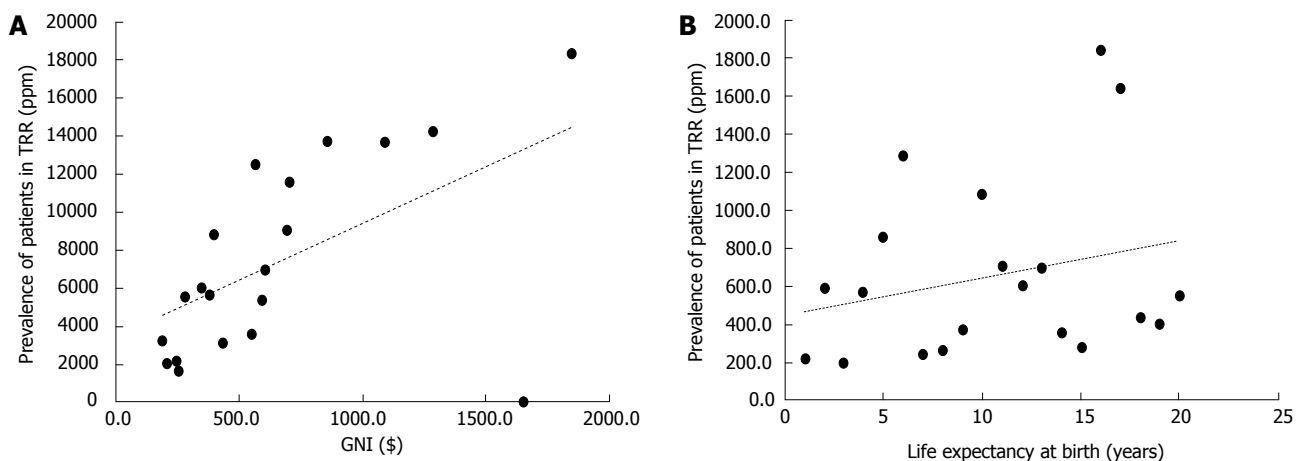 A
Prevalence of patients in TRR (ppm)
20000
18000
16000
14000
12000
10000
8000
6000
4000
2000
0
0.0 500.0 1000.0 1500.0 2000.0
GNI ($)
B
Prevalence of patients in TRR (ppm)
2000.0
1800.0
1600.0
1400.0
1200.0
1000.0
800.0
600.0
400.0
200.0
0.0
0 5 10 15 20 25
Life expectancy at birth (years)